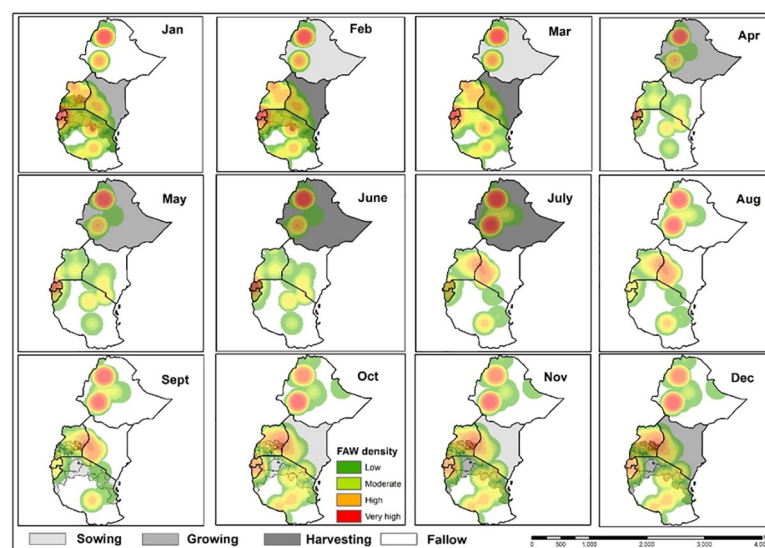 Jan
Feb
Mar
Apr
May
June
July
Aug
Sept
Oct
Nov
Dec
FAW density
Low
Moderate
High
Very high
Sowing Growing Harvesting Fallow
0 500 1,000 2,000 3,000